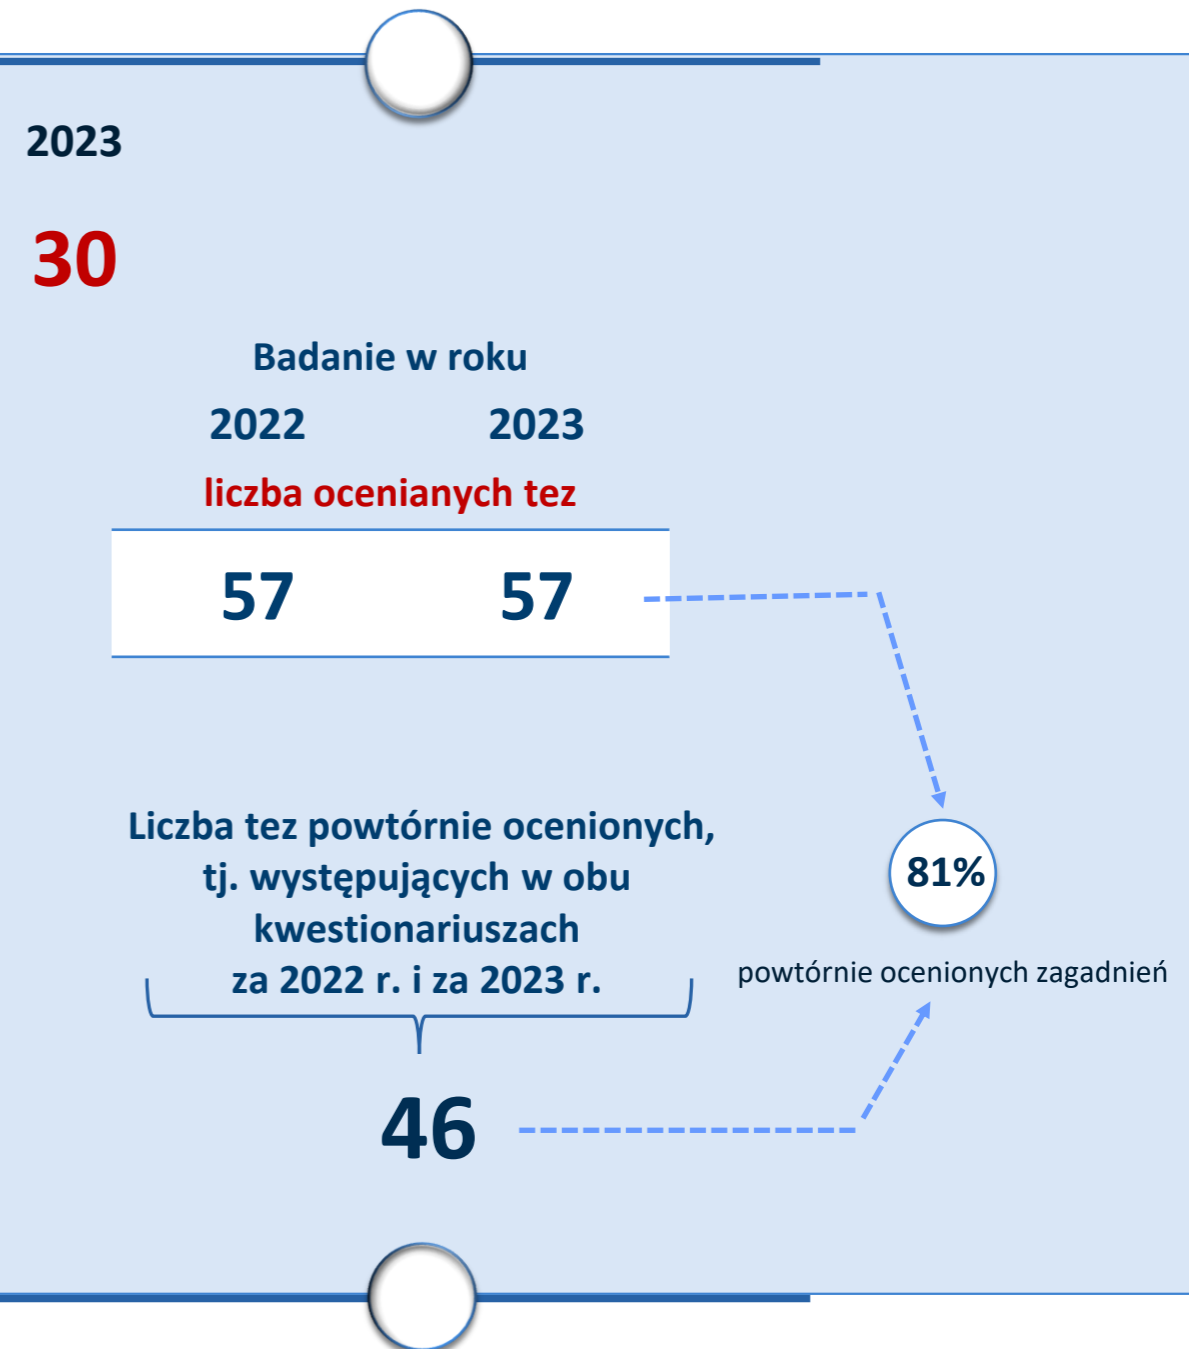 2023
30
Badanie w roku
2022 2023
liczba ocenianych tez
57 57
Liczba tez powtórnie ocenionych,
tj. występujących w obu
kwestionariuszach
za 2022 r. i za 2023 r.
46
81%
powtórnie ocenionych zagadnień